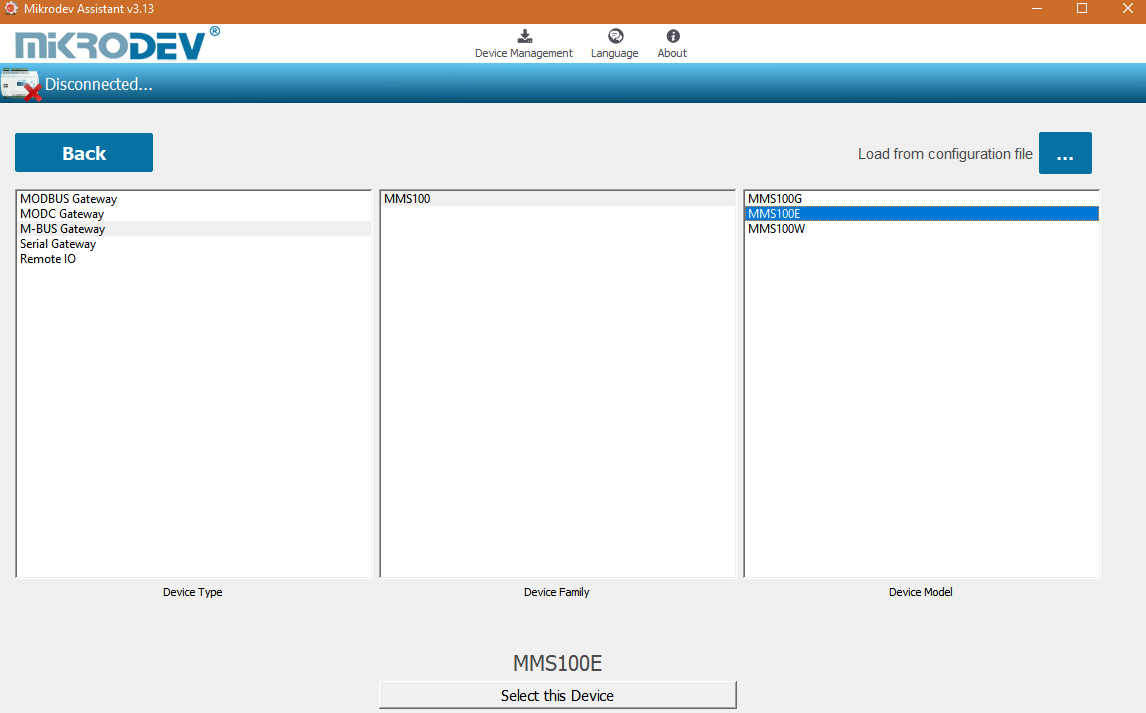 Mikrodev Assistant v3.13
MIKRODEV®
Device Management
Language
About
Disconnected...
Back
Load from configuration file
...
MODBUS Gateway
MODC Gateway
M-BUS Gateway
Serial Gateway
Remote IO
MMS100
MMS100G
MMS100E
MMS100W
Device Type
Device Family
Device Model
MMS100E
Select this Device